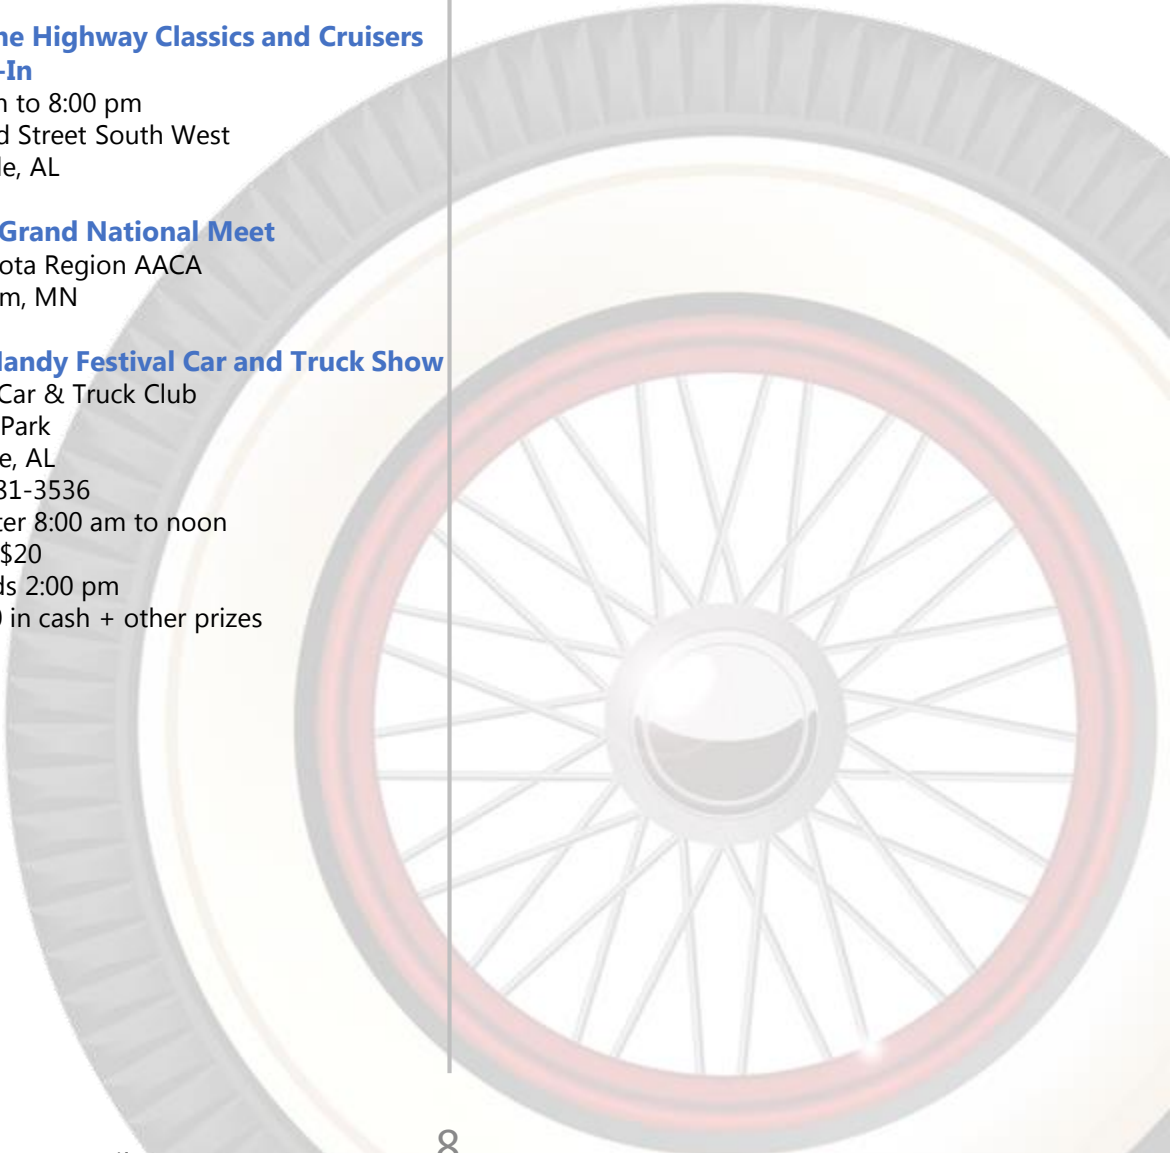 ne Highway Classics and Cruisers
-In
n to 8:00 pm
d Street South West
le, AL
Grand National Meet
ota Region AACA
m, MN
landy Festival Car and Truck Show
Car & Truck Club
Park
e, AL
81-3536
ter 8:00 am to noon
$20
ds 2:00 pm
in cash + other prizes
8